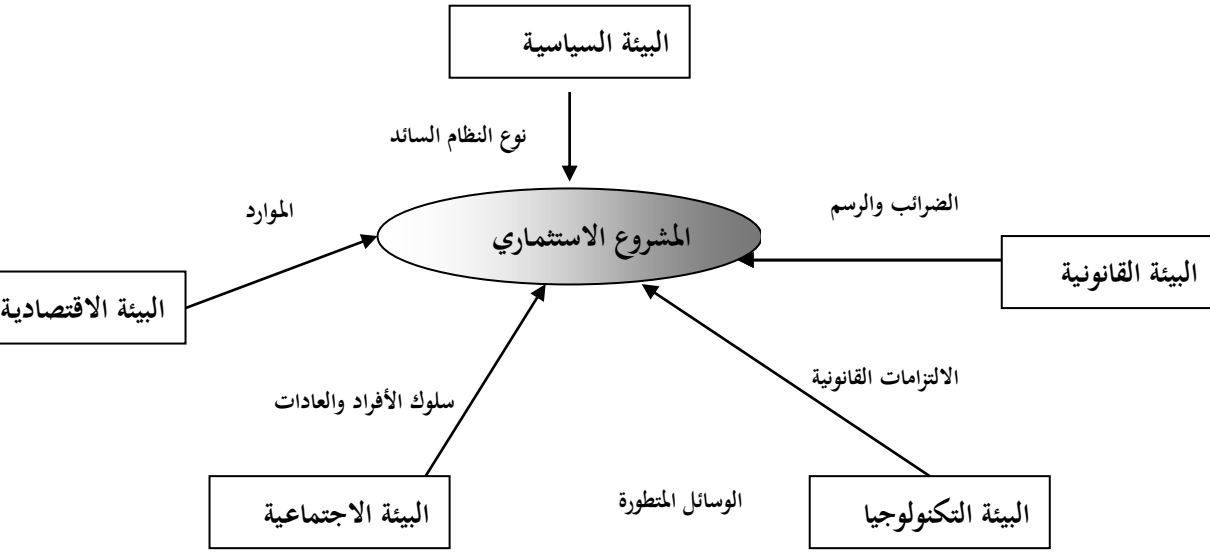 البيئة السياسية
نوع النظام السائد
الضرائب والرسم
الموارد
المشروع الاستثماري
البيئة القانونية
البيئة الاقتصادية
الالتزامات القانونية
سلوك الأفراد والعادات
البيئة التكنولوجيا
الوسائل المتطورة
البيئة الاجتماعية